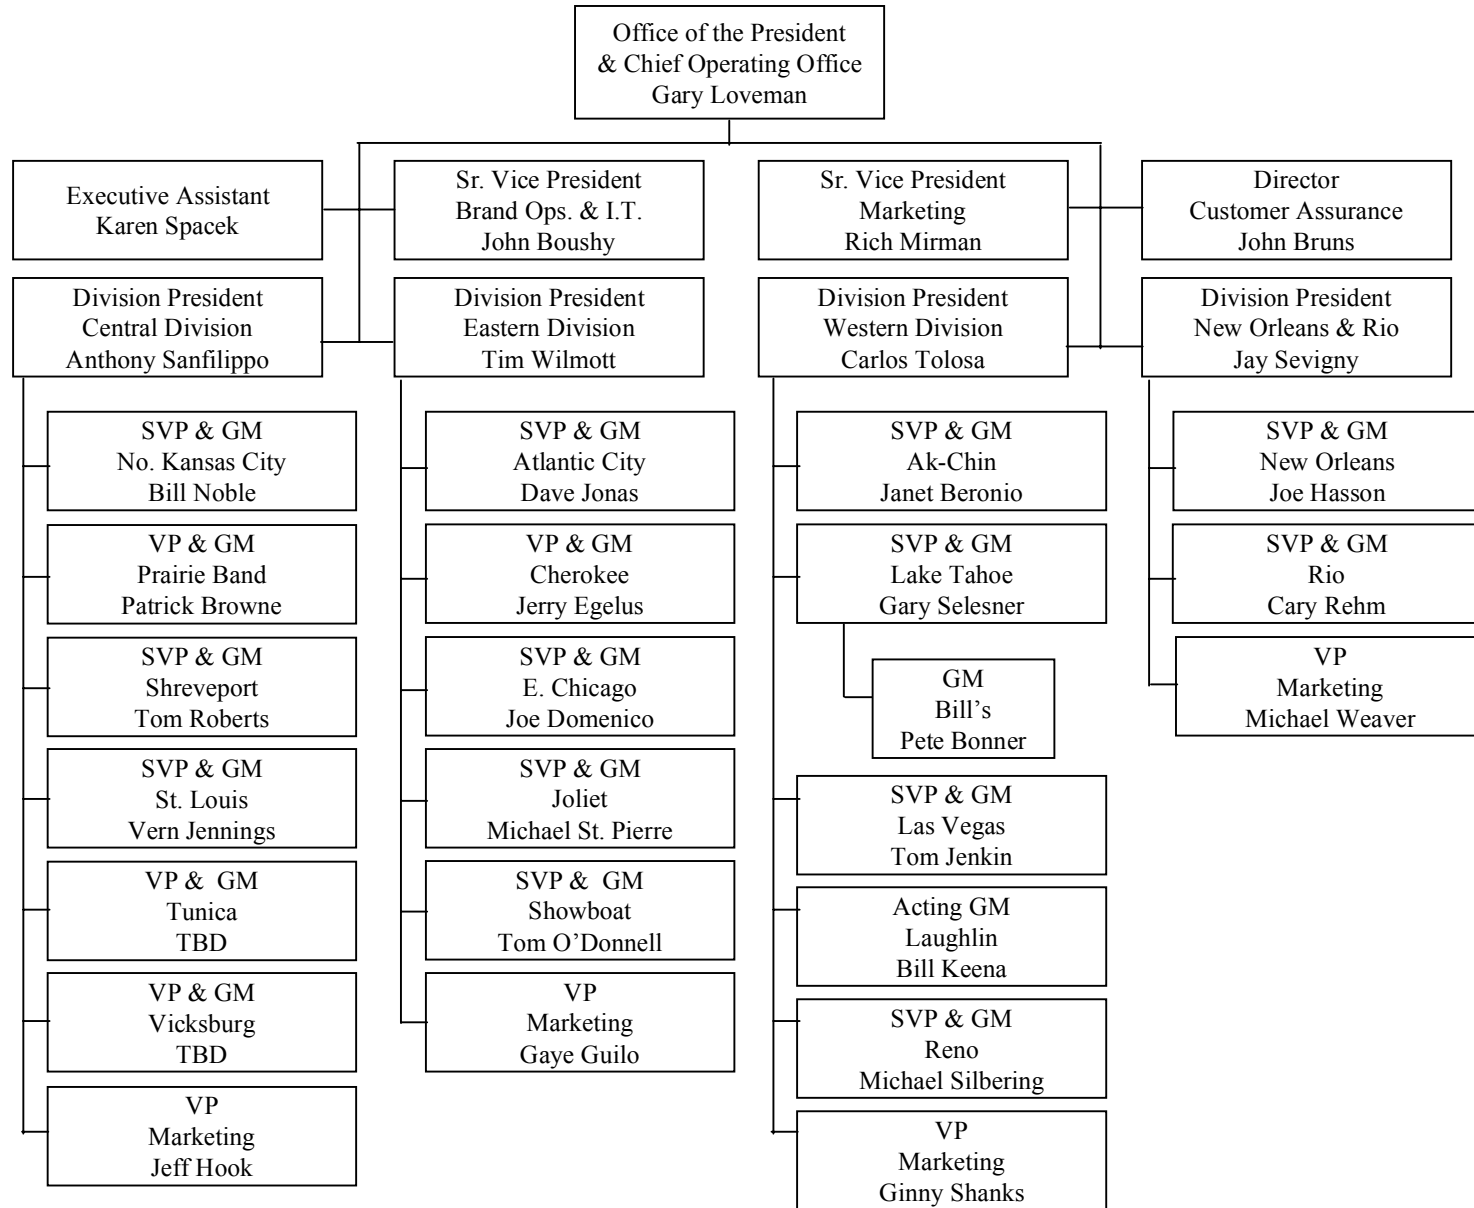 Office of the President
& Chief Operating Office
Gary Loveman
Executive Assistant
Karen Spacek
Sr. Vice President
Brand Ops. & I.T.
John Boushy
Sr. Vice President
Marketing
Rich Mirman
Director
Customer Assurance
John Bruns
Division President
Central Division
Anthony Sanfilippo
Division President
Eastern Division
Tim Wilmott
Division President
Western Division
Carlos Tolosa
Division President
New Orleans & Rio
Jay Sevigny
SVP & GM
No. Kansas City
Bill Noble
VP & GM
Prairie Band
Patrick Browne
SVP & GM
Shreveport
Tom Roberts
SVP & GM
St. Louis
Vern Jennings
VP &  GM
Tunica
TBD
VP & GM
Vicksburg
TBD
VP
Marketing
Jeff Hook
SVP & GM
Atlantic City
Dave Jonas
VP & GM
Cherokee
Jerry Egelus
SVP & GM
E. Chicago
Joe Domenico
SVP & GM
Joliet
Michael St. Pierre
SVP &  GM
Showboat
Tom O’Donnell
VP
Marketing
Gaye Guilo
SVP & GM
Ak-Chin
Janet Beronio
SVP & GM
Lake Tahoe
Gary Selesner
GM
Bill’s
Pete Bonner
SVP & GM
Las Vegas
Tom Jenkin
Acting GM
Laughlin
Bill Keena
SVP & GM
Reno
Michael Silbering
VP
Marketing
Ginny Shanks
SVP & GM
New Orleans
Joe Hasson
SVP & GM
Rio
Cary Rehm
VP
Marketing
Michael Weaver